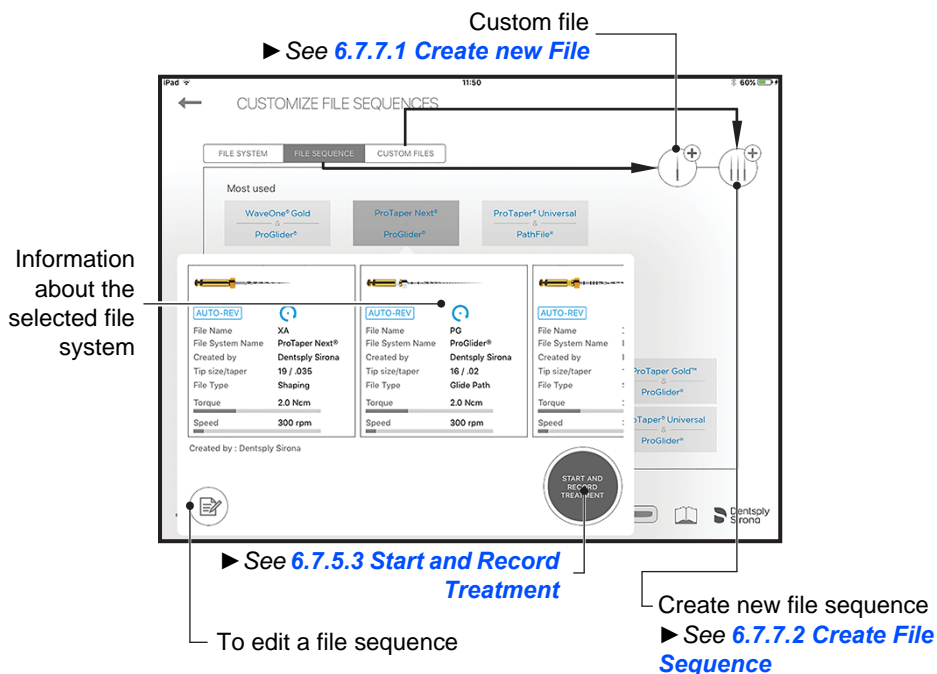 Custom file
►See 6.7.7.1 Create new File
iPad
11:50
60%
CUSTOMIZE FILE SEQUENCES
FILE SYSTEM
FILE SEQUENCE
CUSTOM FILES
Most used
WaveOne® Gold
&
ProGlider®
ProTaper Next®
ProGlider®
ProTaper® Universal
&
PathFile®
Information
about the
selected file
system
AUTO-REV
File Name XA
File System Name ProTaper Next®
Created by Dentsply Sirona
Tip size/taper 19 / .035
File Type Shaping
Torque 2.0 Ncm
Speed 300 rpm
AUTO-REV
File Name PG
File System Name ProGlider®
Created by Dentsply Sirona
Tip size/taper 16 / .02
File Type Glide Path
Torque 2.0 Ncm
Speed 300 rpm
AUTO-REV
File Name
File System Name
Created by
Tip size/taper
File Type
Torque
Speed
ProTaper Gold™
&
ProGlider®
oTaper® Universal
&
ProGlider®
Created by : Dentsply Sirona
START AND
RECORD
TREATMENT
Dentsply
Sirona
►See 6.7.5.3 Start and Record
Treatment
To edit a file sequence
Create new file sequence
►See 6.7.7.2 Create File
Sequence